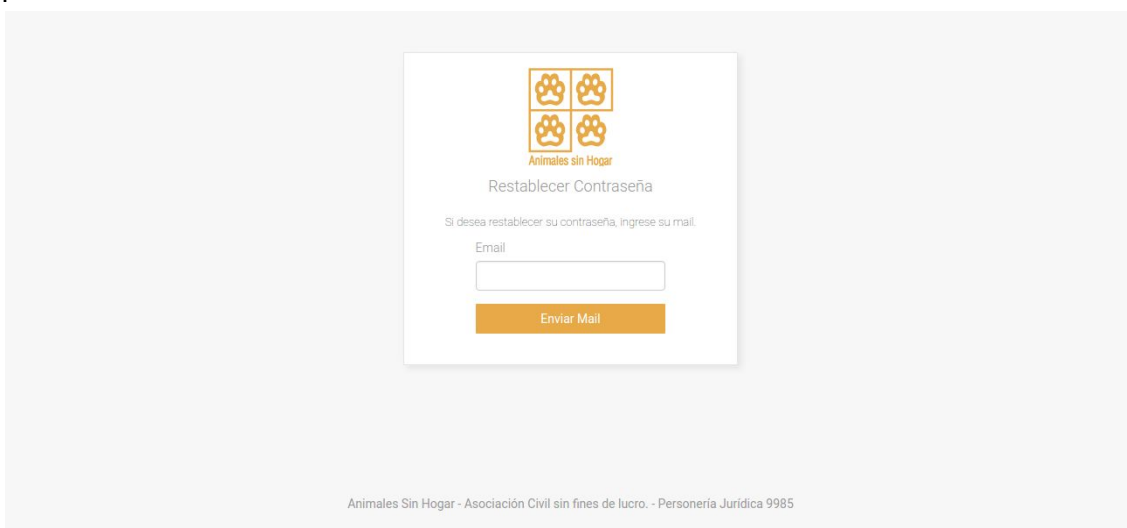 Animales sin Hogar
Restablecer Contraseña
Si desea restablecer su contraseña, ingrese su mail.
Email
Enviar Mail
Animales Sin Hogar - Asociación Civil sin fines de lucro. - Personería Jurídica 9985